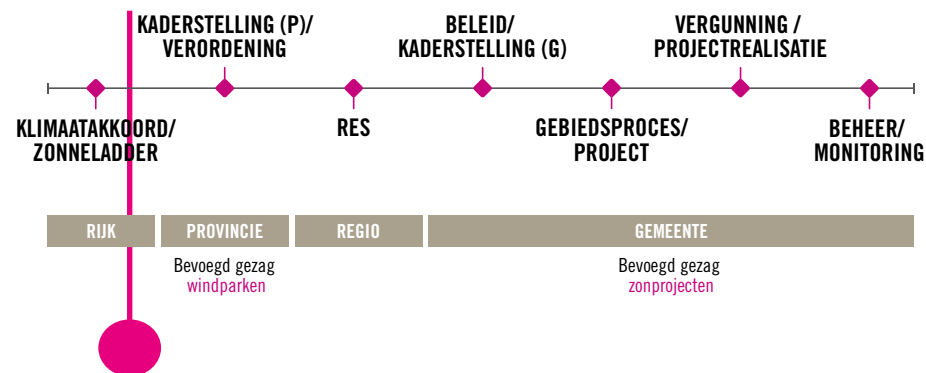 KADERSTELLING (P)/
VERORDENING
BELEID/
KADERSTELLING (G)
VERGUNNING /
PROJECTREALISATIE
KLIMAATAKKOORD/
ZONNELADDER
RES
GEBIEDSPROCES/
PROJECT
BEHEER/
MONITORING
RIJK
PROVINCIE
REGIO
GEMEENTE
Bevoegd gezag
windparken
Bevoegd gezag
zonprojecten